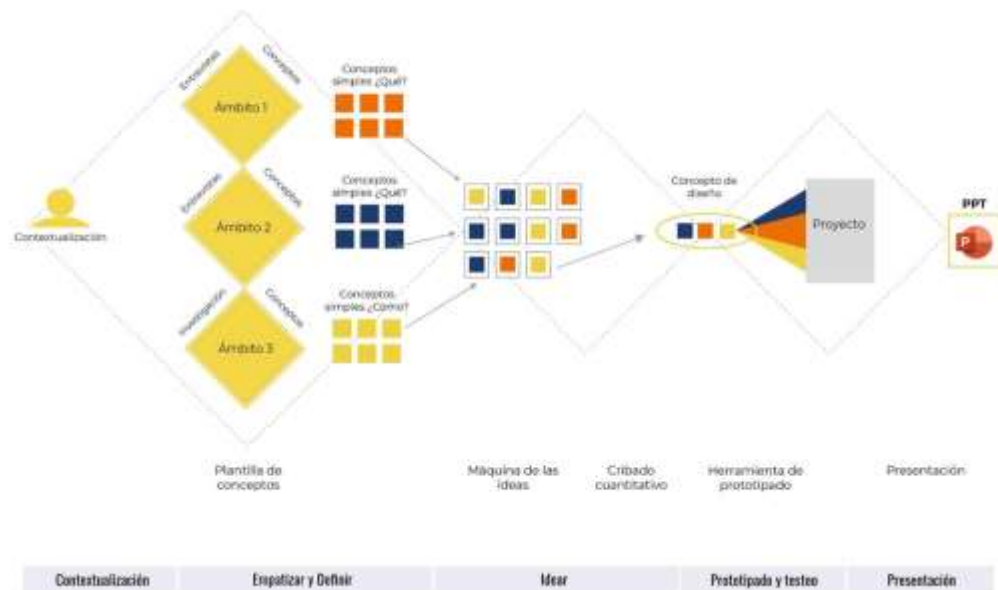 Contextualización
Encuestas
Conceptos
Ámbito 1
Encuestas
Conceptos
Ámbito 2
Investigación
Conceptos
Ámbito 3
Conceptos
simples ¿Qué?
Conceptos
simples ¿Qué?
Conceptos
simples ¿Cómo?
Concepto de
diseño
Proyecto
PPT
P
Plantilla de
conceptos
Máquina de las
ideas
Cribado
cuantitativo
Herramienta de
prototipado
Presentación
Contextualización
Empatizar y Definir
Idear
Prototipado y testeo
Presentación